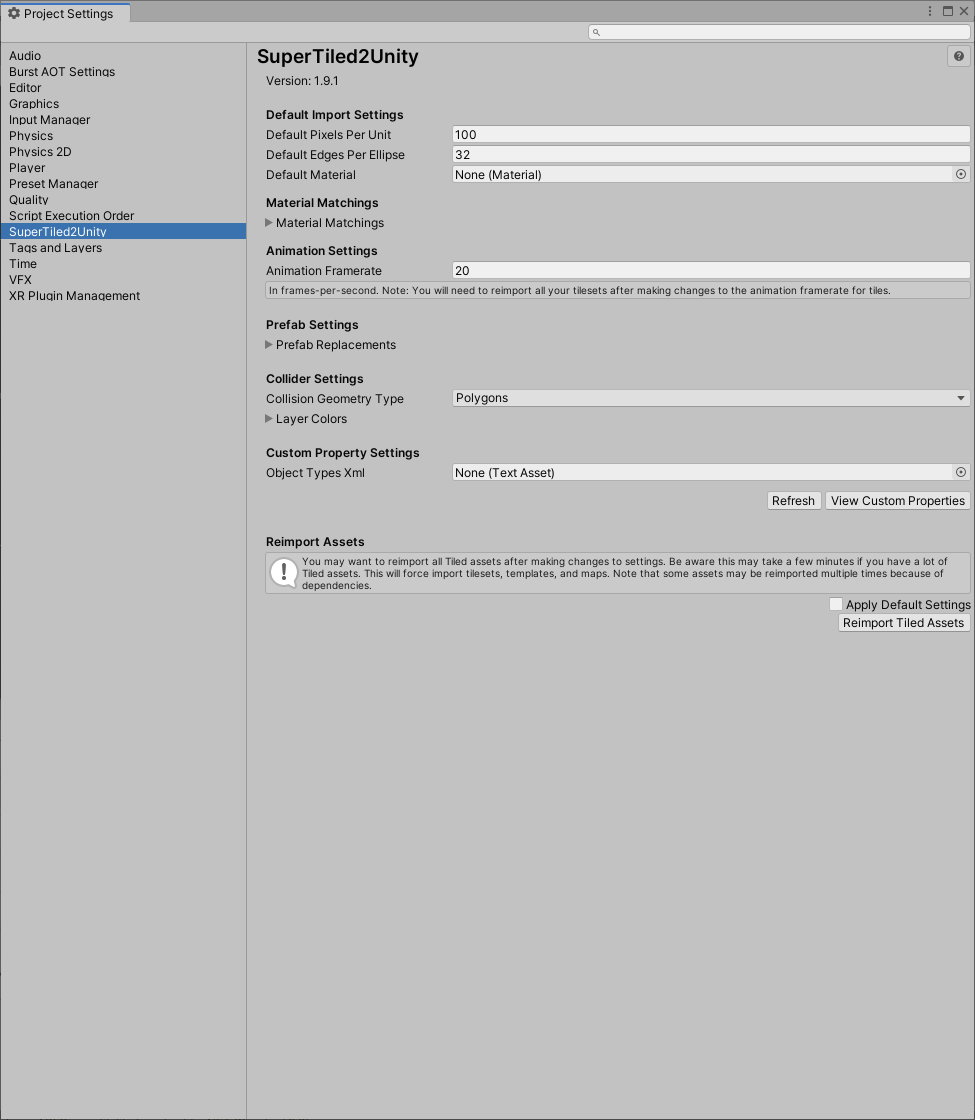 Project Settings
Audio
Burst AOT Settings
Editor
Graphics
Input Manager
Physics
Physics 2D
Player
Preset Manager
Quality
Script Execution Order
SuperTiled2Unity
Tags and Layers
Time
VFX
XR Plugin Management
SuperTiled2Unity
Version: 1.9.1
Default Import Settings
Default Pixels Per Unit 100
Default Edges Per Ellipse 32
Default Material None (Material)
Material Matchings
Material Matchings
Animation Settings
Animation Framerate 20
In frames-per-second. Note: You will need to reimport all your tilesets after making changes to the animation framerate for tiles.
Prefab Settings
Prefab Replacements
Collider Settings
Collision Geometry Type Polygons
Layer Colors
Custom Property Settings
Object Types Xml None (Text Asset)
Refresh View Custom Properties
Reimport Assets
You may want to reimport all Tiled assets after making changes to settings. Be aware this may take a few minutes if you have a lot of
Tiled assets. This will force import tilesets, templates, and maps. Note that some assets may be reimported multiple times because of
dependencies.
Apply Default Settings
Reimport Tiled Assets